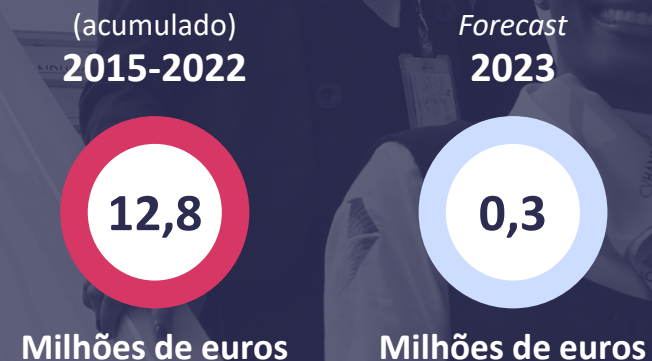 (acumulado)
2015-2022
12,8
Milhões de euros
Forecast
2023
0,3
Milhões de euros